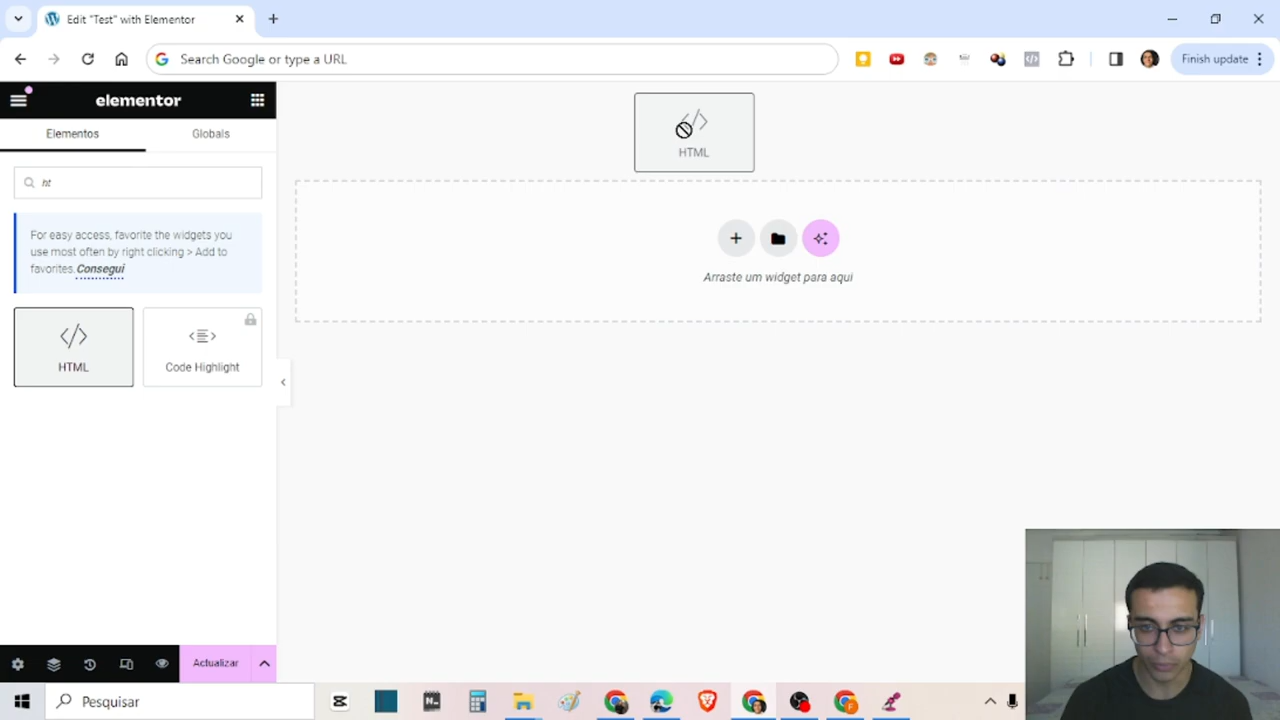 Edit "Test" with Elementor
Search Google or type a URL
Finish update
elementor
Elementos
Globals
ht
For easy access, favorite the widgets you
use most often by right clicking > Add to
favorites. Consegui
HTML
Code Highlight
HTML
Arraste um widget para aqui
Actualizar
Pesquisar